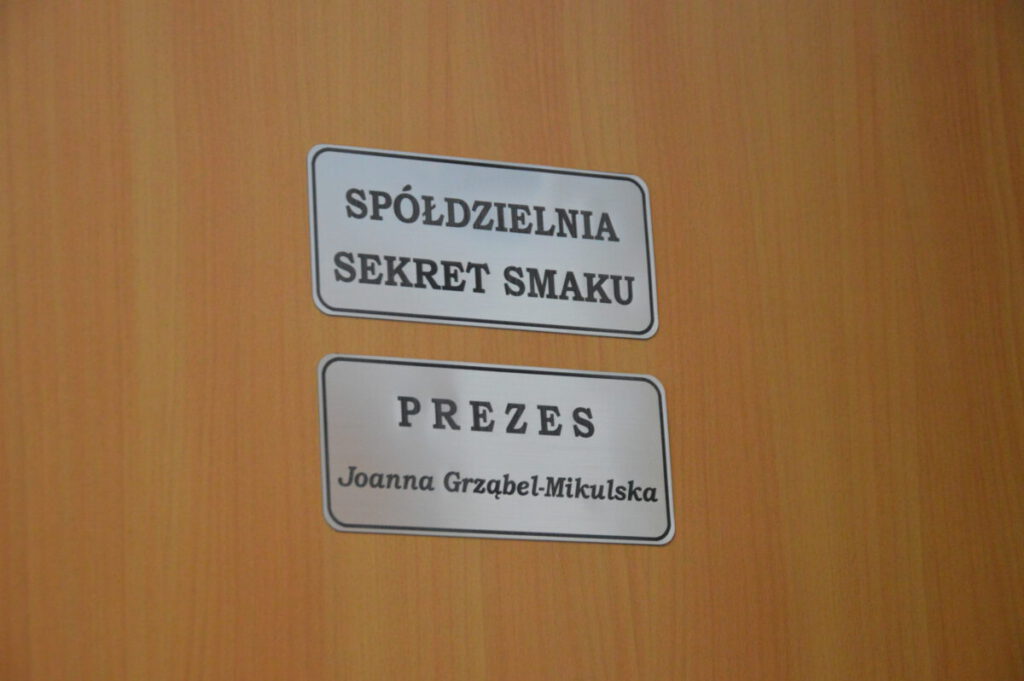 SPÓŁDZIELNIA
SEKRET SMAKU
PREZES
Joanna Grząbel-Mikulska